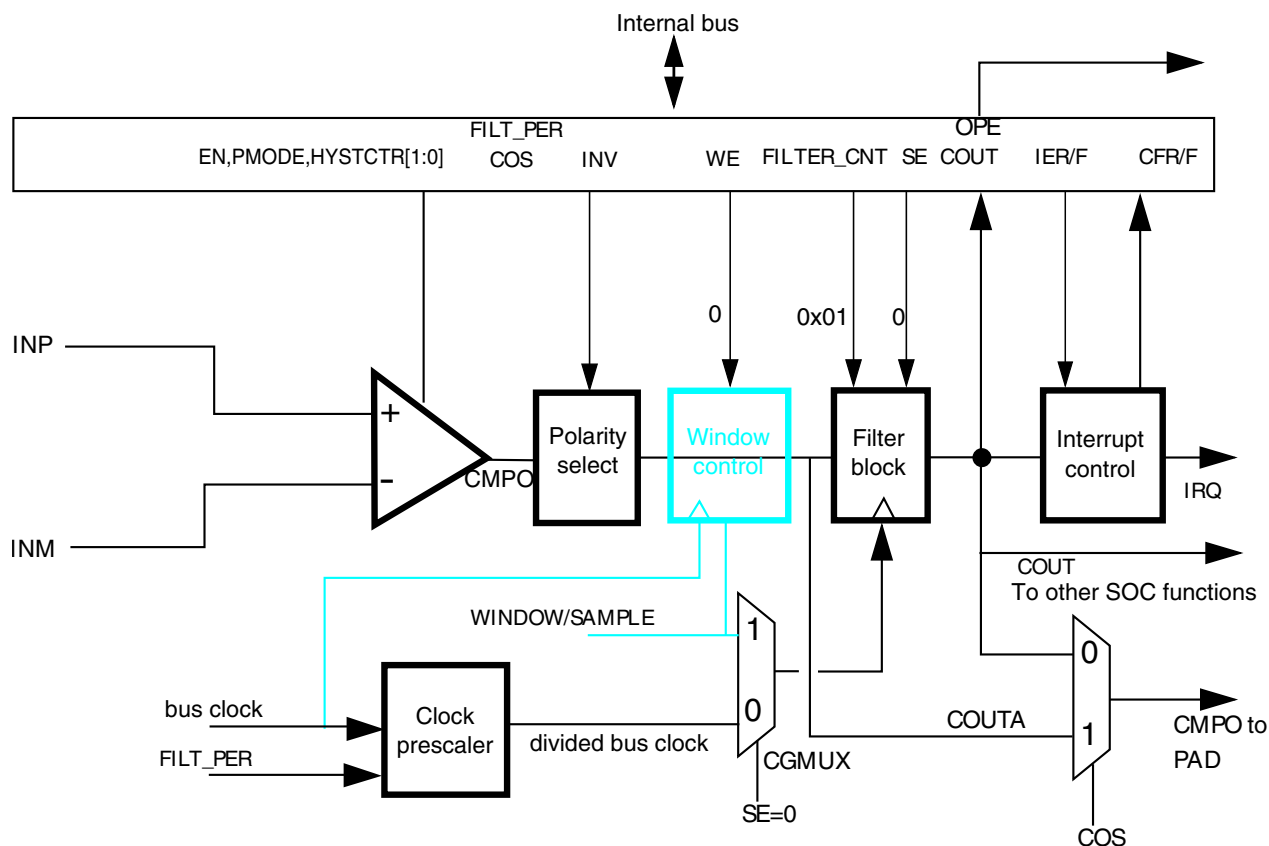 Internal bus
FILT_PER
OPE
EN,PMODE,HYSTCTR[1:0]
COS
INV
WE
FILTER_CNT
SE
COUT
IER/F
CFR/F
0
0x01
0
INP
+
-
INM
CMPO
Polarity
select
Window
control
Filter
block
Interrupt
control
IRQ
COUT
To other SOC functions
WINDOW/SAMPLE
1
0
bus clock
FILT_PER
Clock
prescaler
divided bus clock
CGMUX
SE=0
COUTA
0
1
CMPO to
PAD
COS